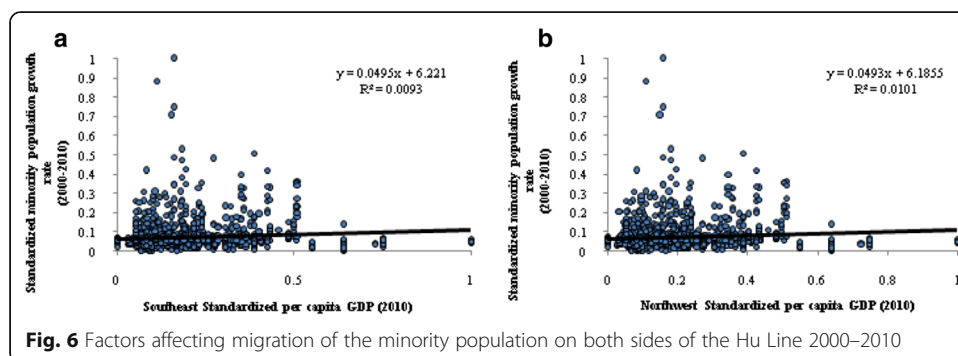 a
Standardized minority population growth
rate
(2000-2010)
1
0.9
0.8
0.7
0.6
0.5
0.4
0.3
0.2
0.1
0
y = 0.0495x + 6.221
R² = 0.0093
0
0.5
1
Southeast Standardized per capita GDP (2010)
b
Standardized minority population growth
rate
(2000-2010)
1
0.9
0.8
0.7
0.6
0.5
0.4
0.3
0.2
0.1
0
y = 0.0493x + 6.1855
R² = 0.0101
0
0.2
0.4
0.6
0.8
1
Northwest Standardized per capita GDP (2010)
Fig. 6 Factors affecting migration of the minority population on both sides of the Hu Line 2000–2010